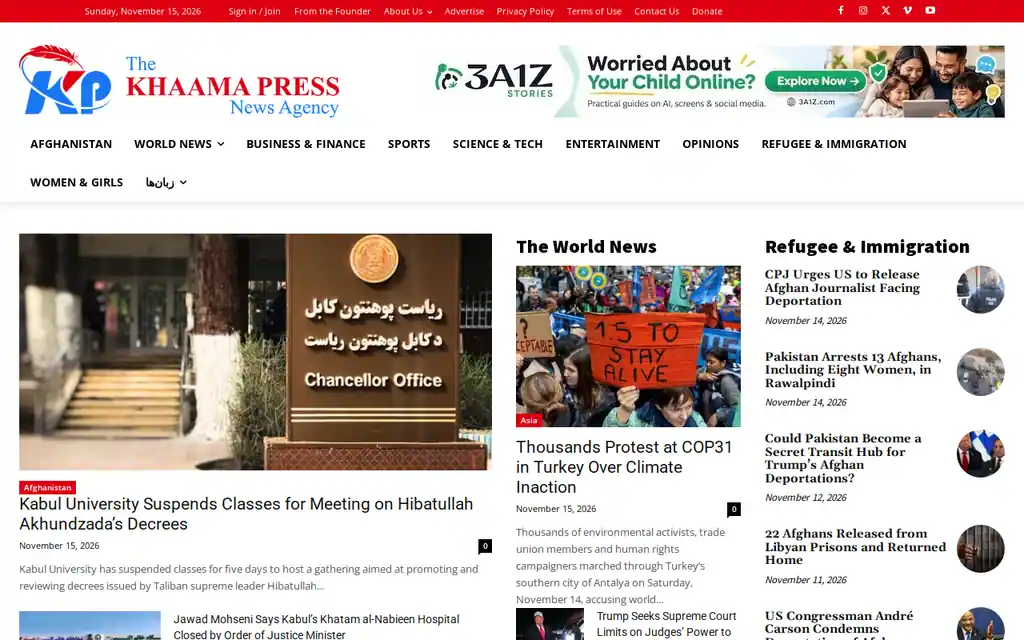 Sunday, November 15, 2026
Sign in / Join
From the Founder
About Us
Advertise
Privacy Policy
Terms of Use
Contact Us
Donate
KP
The
KHAAMA PRESS
News Agency
3A1Z
STORIES
Worried About
Your Child Online?
Practical guides on AI, screens & social media.
Explore Now →
3A1Z.com
AFGHANISTAN
WORLD NEWS
BUSINESS & FINANCE
SPORTS
SCIENCE & TECH
ENTERTAINMENT
OPINIONS
REFUGEE & IMMIGRATION
WOMEN & GIRLS
زبان‌ها
ریاست پوهنتون کابل
د کابل پوهنتون ریاست
Chancellor Office
Afghanistan
Kabul University Suspends Classes for Meeting on Hibatullah
Akhundzada’s Decrees
November 15, 2026
0
Kabul University has suspended classes for five days to host a gathering aimed at promoting and
reviewing decrees issued by Taliban supreme leader Hibatullah...
Jawad Mohseni Says Kabul’s Khatam al-Nabieen Hospital
Closed by Order of Justice Minister
The World News
1.5 TO
STAY
ALIVE
Asia
Thousands Protest at COP31
in Turkey Over Climate
Inaction
November 15, 2026
0
Thousands of environmental activists, trade
union members and human rights
campaigners marched through Turkey’s
southern city of Antalya on Saturday,
November 14, accusing world...
Trump Seeks Supreme Court
Limits on Judges’ Power to
Refugee & Immigration
CPJ Urges US to Release
Afghan Journalist Facing
Deportation
November 14, 2026
Pakistan Arrests 13 Afghans,
Including Eight Women, in
Rawalpindi
November 14, 2026
Could Pakistan Become a
Secret Transit Hub for
Trump’s Afghan
Deportations?
November 12, 2026
22 Afghans Released from
Libyan Prisons and Returned
Home
November 11, 2026
US Congressman André
Carson Condemns